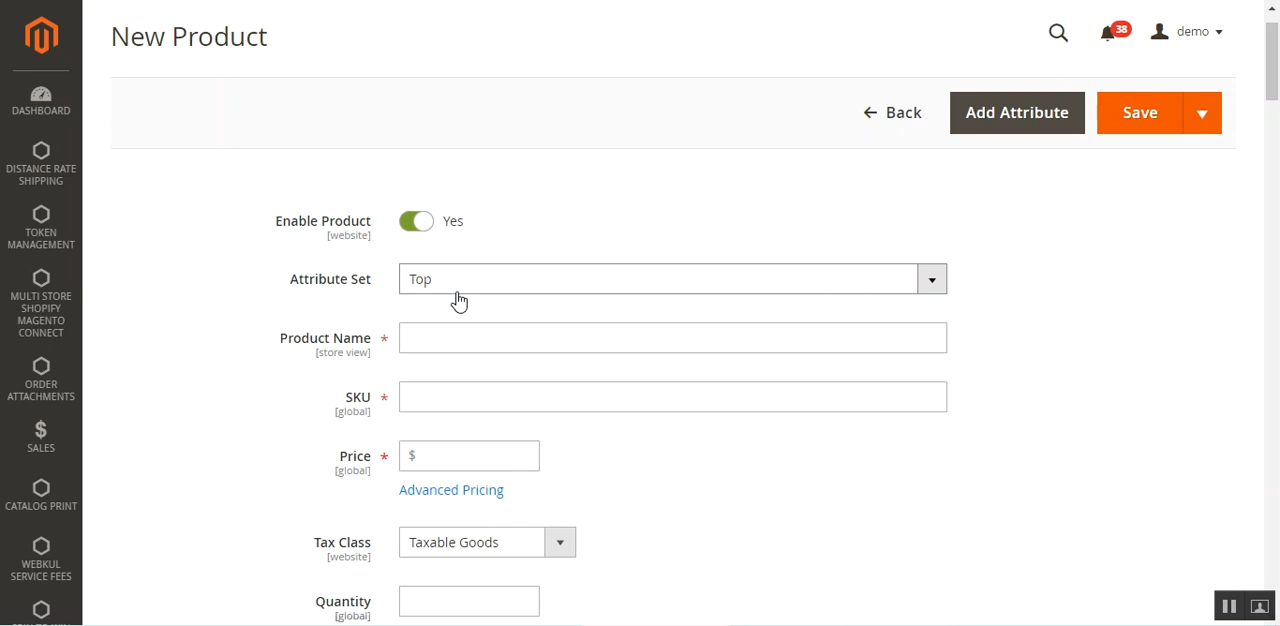 New Product
38
demo
DASHBOARD
Back
Add Attribute
Save
DISTANCE RATE
SHIPPING
TOKEN
MANAGEMENT
MULTI STORE
SHOPIFY
MAGENTO
CONNECT
ORDER
ATTACHMENTS
SALES
CATALOG PRINT
WEBKUL
SERVICE FEES
Enable Product
[website]
Yes
Attribute Set
Top
Product Name *
[store view]
SKU *
[global]
Price *
[global]
$
Advanced Pricing
Tax Class
[website]
Taxable Goods
Quantity
[global]